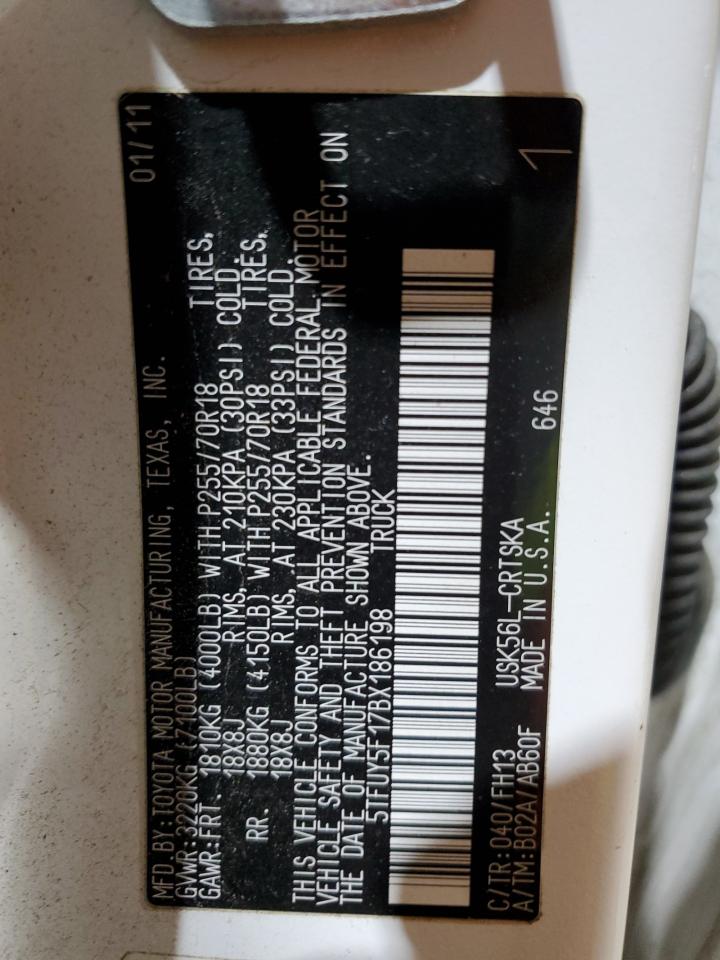 MFD.BY:TOYOTA MOTOR MANUFACTURING, TEXAS, INC. 01/11
GVWR:3220KG (7100LB)
GAWR:FRT. 1810KG (4000LB) WITH P255/70R18 TIRES,
18X8J RIMS, AT 210KPA (30PSI) COLD.
RR. 1880KG (4150LB) WITH P255/70R18 TIRES,
18X8J RIMS, AT 230KPA (33PSI) COLD.
THIS VEHICLE CONFORMS TO ALL APPLICABLE FEDERAL MOTOR
VEHICLE SAFETY AND THEFT PREVENTION STANDARDS IN EFFECT ON
THE DATE OF MANUFACTURE SHOWN ABOVE.
5TFUY5F17BX186198 TRUCK
C/TR:040/FH13 USK56L-CRTSKA
A/TM:B02A/AB60F MADE IN U.S.A. 646 1